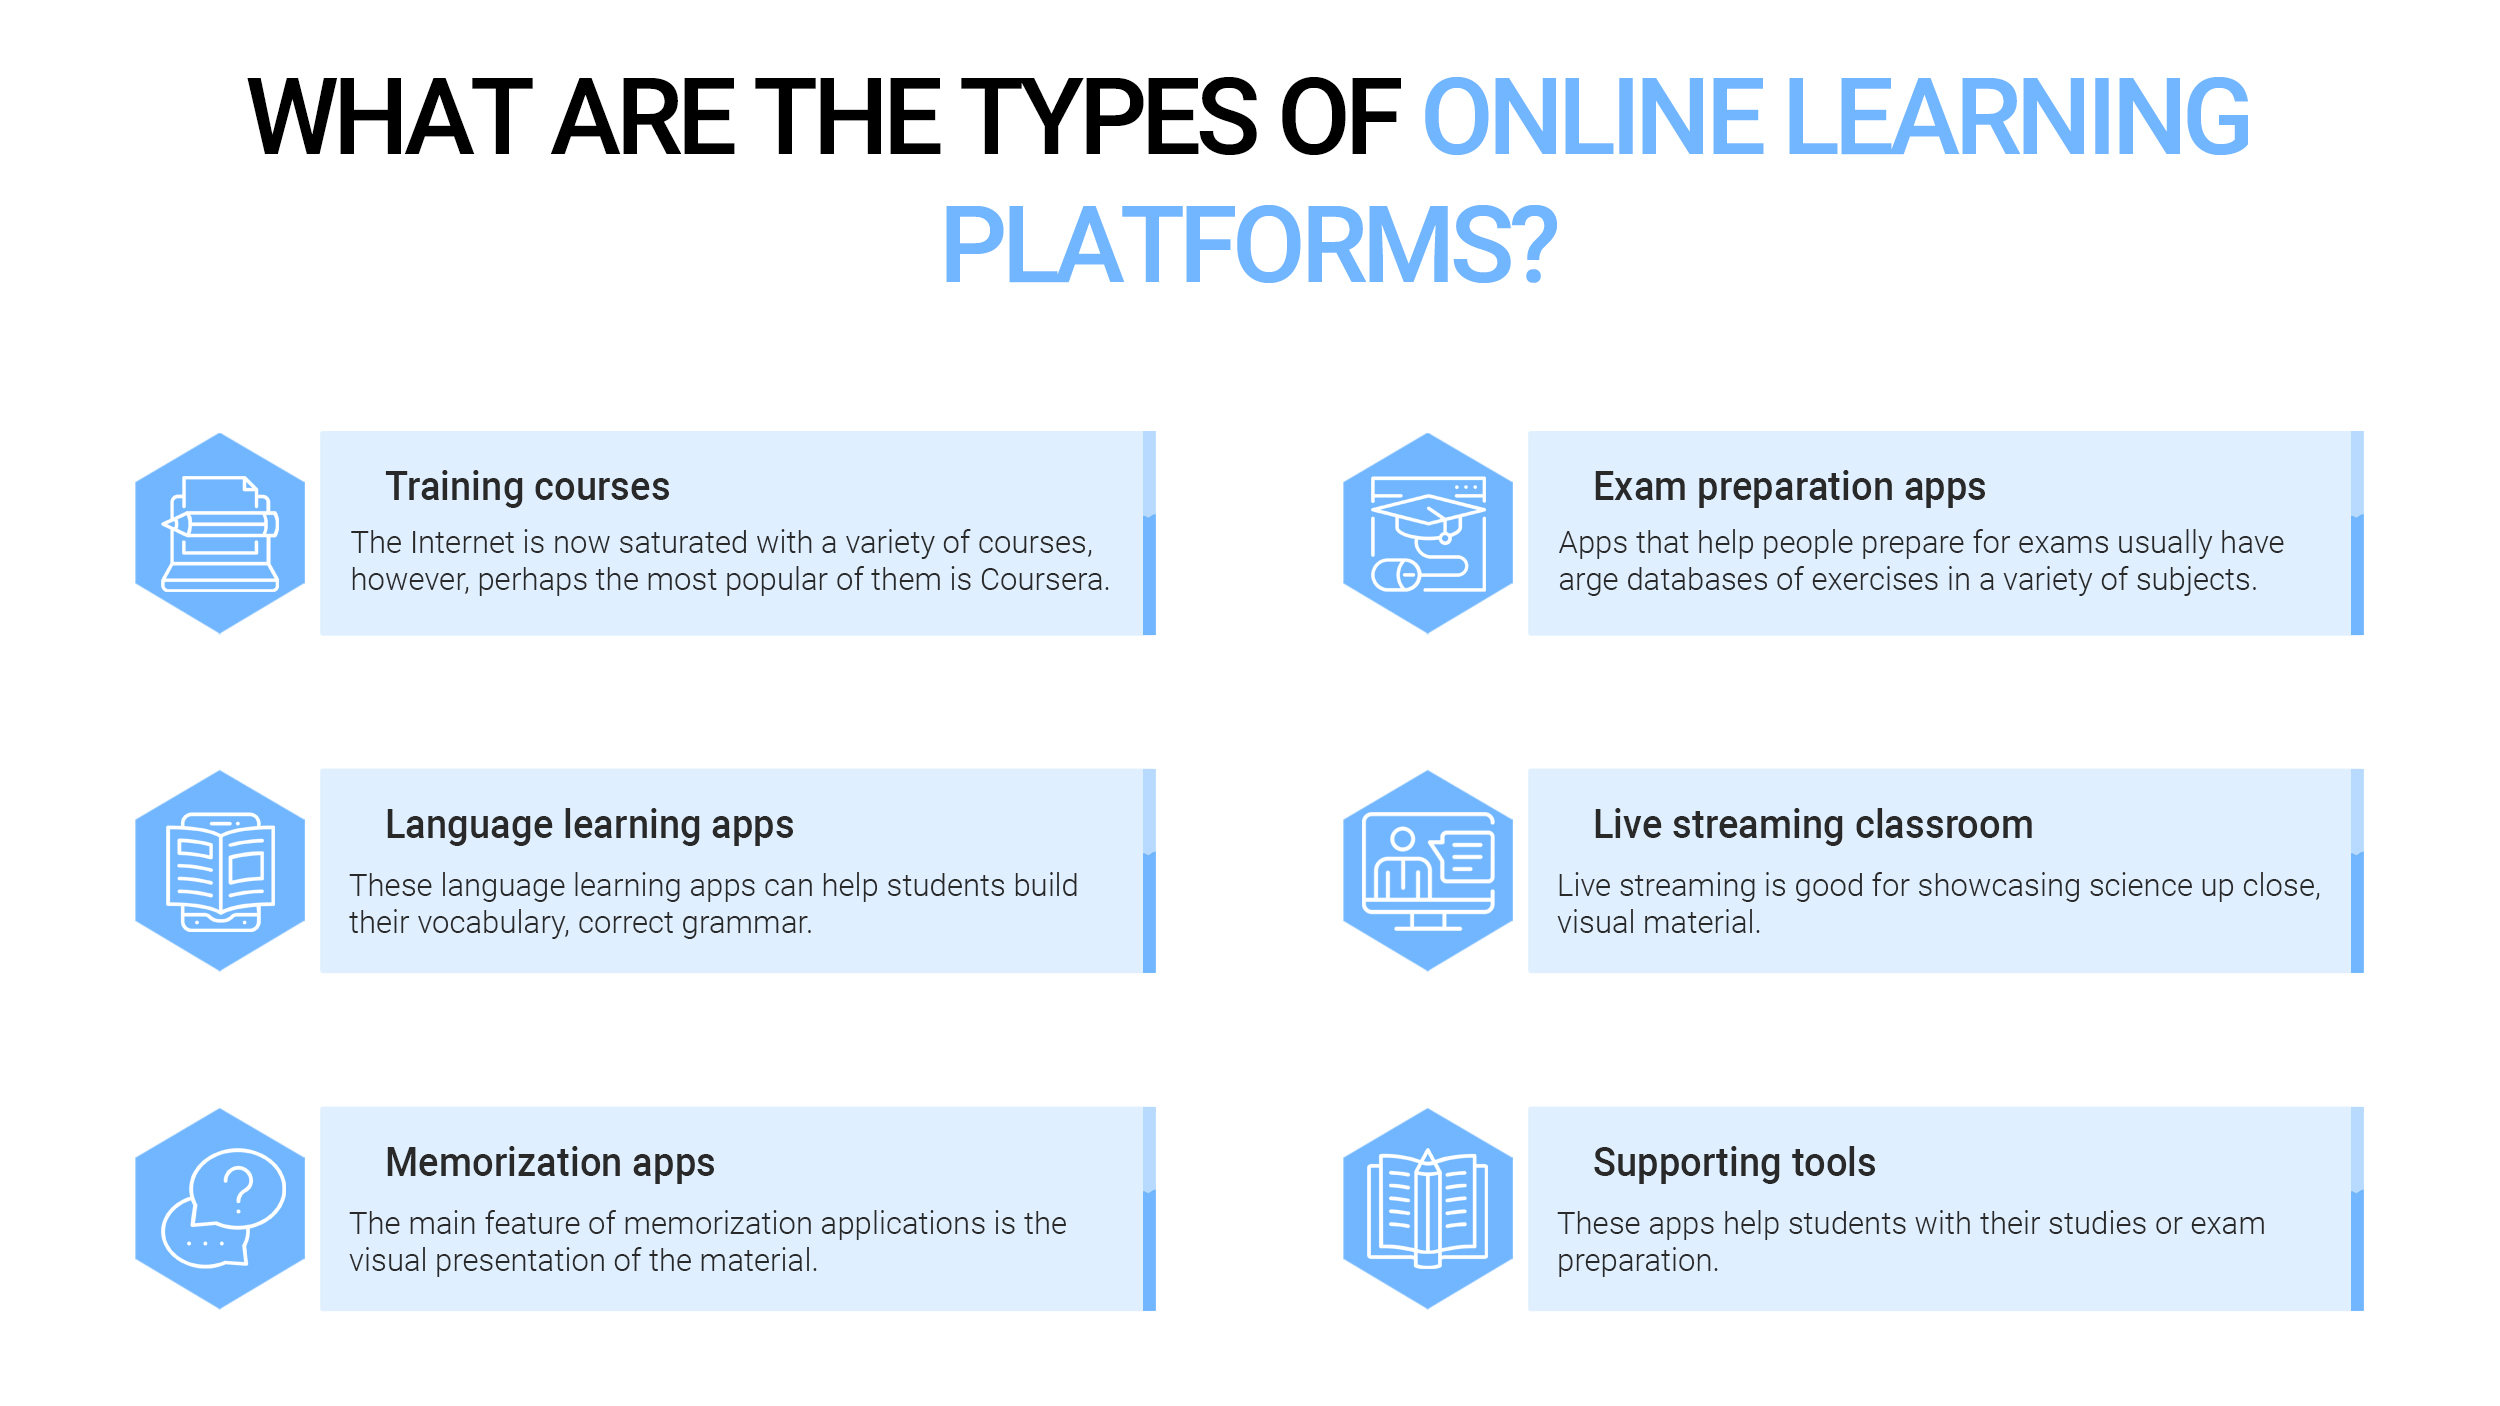 WHAT ARE THE TYPES OF ONLINE LEARNING
PLATFORMS?
Training courses
The Internet is now saturated with a variety of courses,
however, perhaps the most popular of them is Coursera.
Exam preparation apps
Apps that help people prepare for exams usually have
arge databases of exercises in a variety of subjects.
Language learning apps
These language learning apps can help students build
their vocabulary, correct grammar.
Live streaming classroom
Live streaming is good for showcasing science up close,
visual material.
Memorization apps
The main feature of memorization applications is the
visual presentation of the material.
Supporting tools
These apps help students with their studies or exam
preparation.